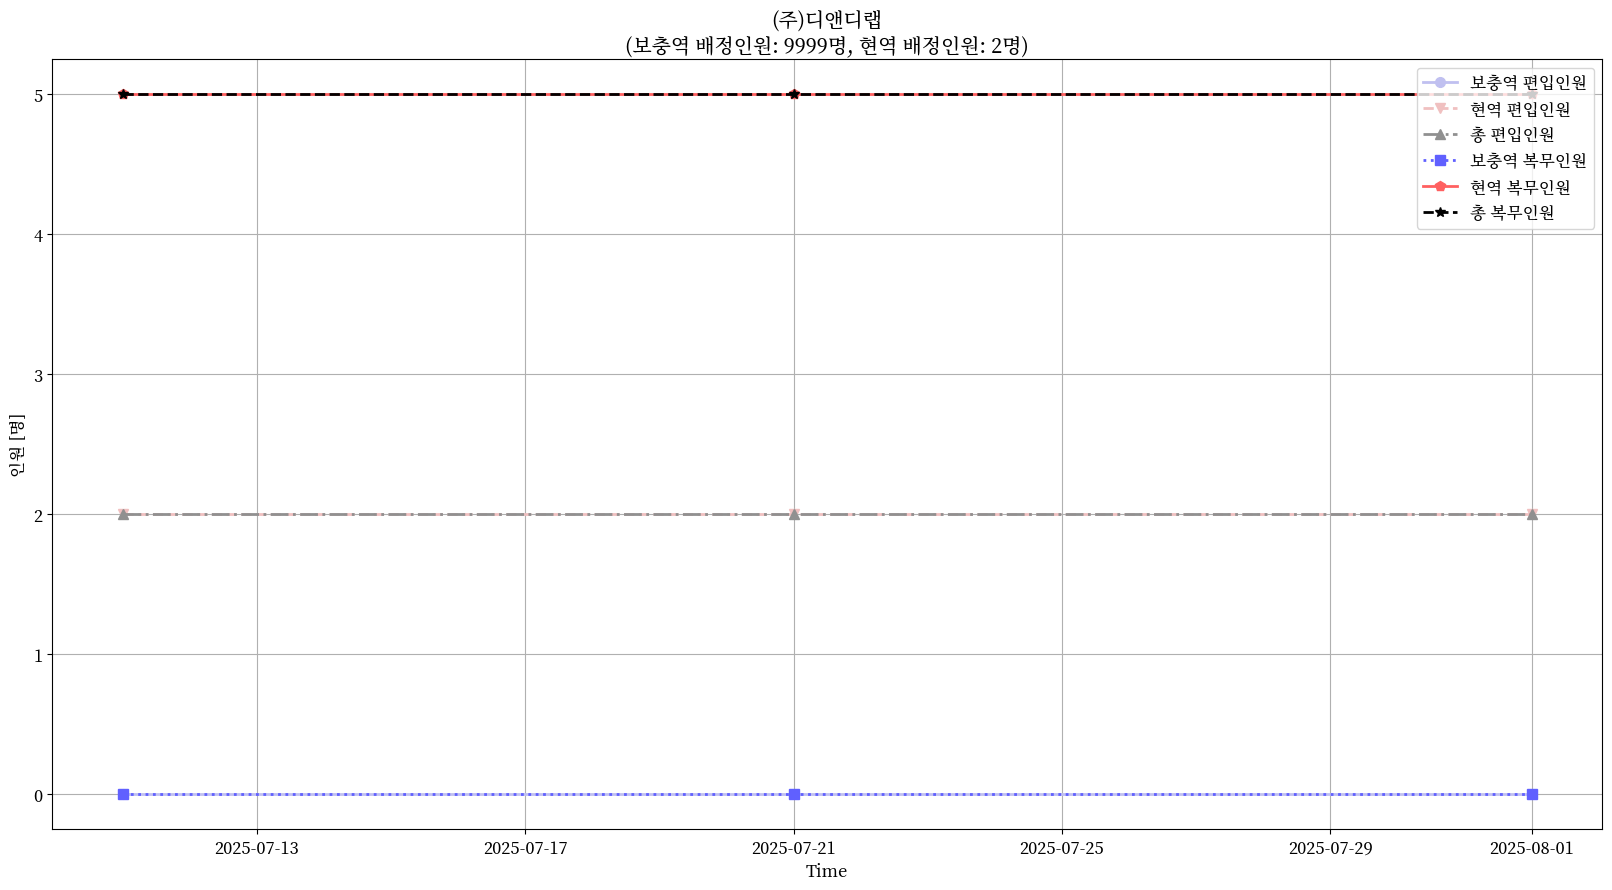 (주)디앤디랩
(보충역 배정인원: 9999명, 현역 배정인원: 2명)
보충역 편입인원
현역 편입인원
총 편입인원
보충역 복무인원
현역 복무인원
총 복무인원
인원 [명]
5
4
3
2
1
0
2025-07-13
2025-07-17
2025-07-21
2025-07-25
2025-07-29
2025-08-01
Time